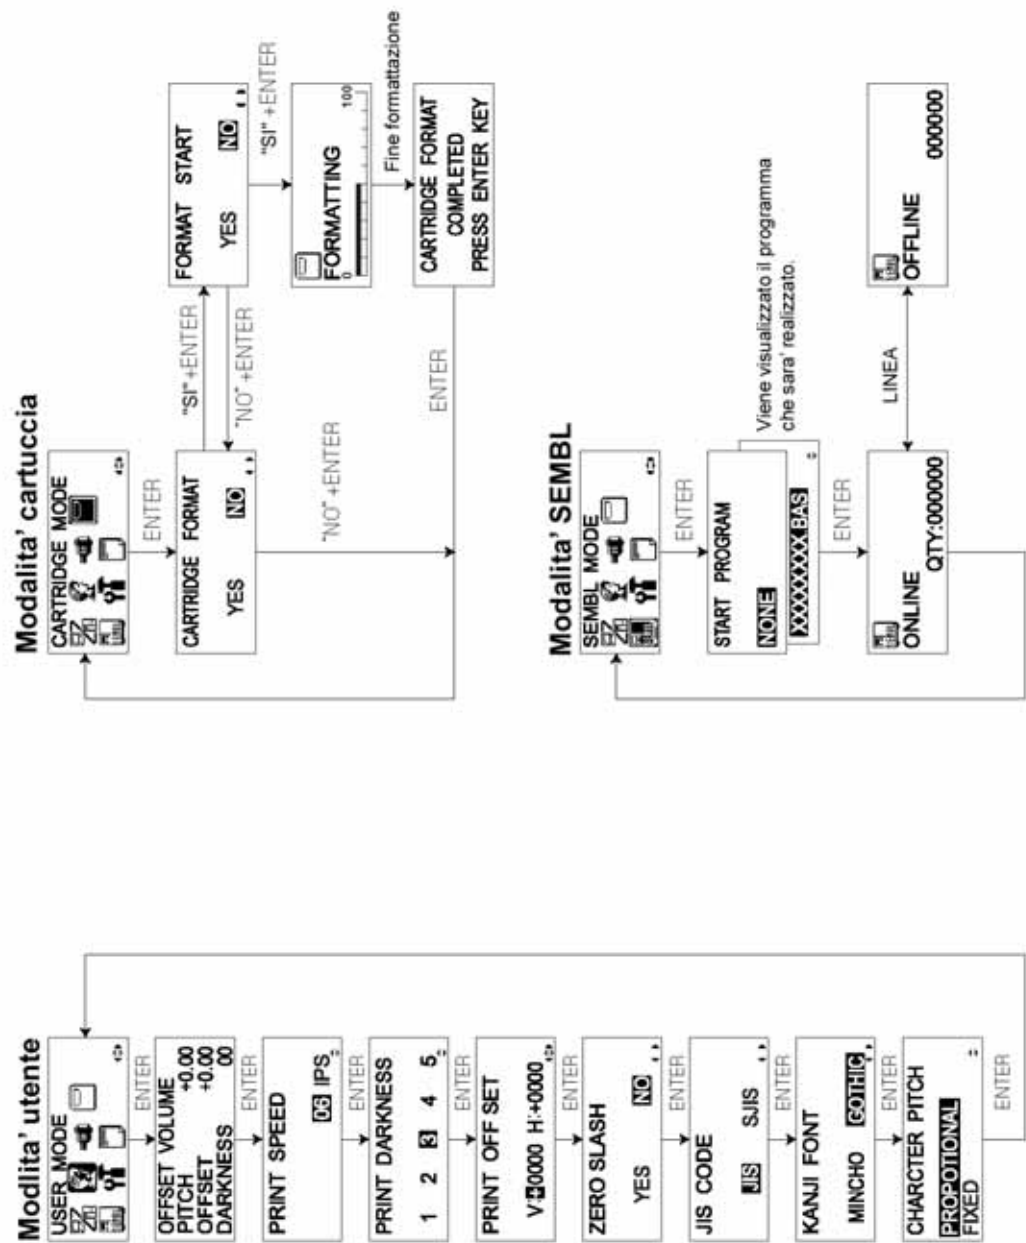 Modlita' utente
USER MODE
ENTER
OFFSET VOLUME
PITCH +0.00
OFFSET +0.00
DARKNESS 00
ENTER
PRINT SPEED
06 IPS
ENTER
PRINT DARKNESS
1 2 3 4 5
ENTER
PRINT OFF SET
V:+0000 H:+0000
ENTER
ZERO SLASH
YES NO
ENTER
JIS CODE
JIS SJIS
ENTER
KANJI FONT
MINCHO GOTHIC
ENTER
CHARCTER PITCH
PROPOTIONAL
FIXED
ENTER
Modalita' cartuccia
CARTRIDGE MODE
ENTER
CARTRIDGE FORMAT
YES NO
"SI"+ENTER
"NO"+ENTER
FORMAT START
YES NO
"SI"+ENTER
FORMATTING
0 100
Fine formattazione
CARTRIDGE FORMAT
COMPLETED
PRESS ENTER KEY
"NO"+ENTER
ENTER
Modalita' SEMBL
SEMBL MODE
ENTER
START PROGRAM
NONE
XXXXXXXX.BAS
Viene visualizzato il programma
che sara' realizzato.
ENTER
ONLINE
QTY:000000
LINEA
OFFLINE
000000